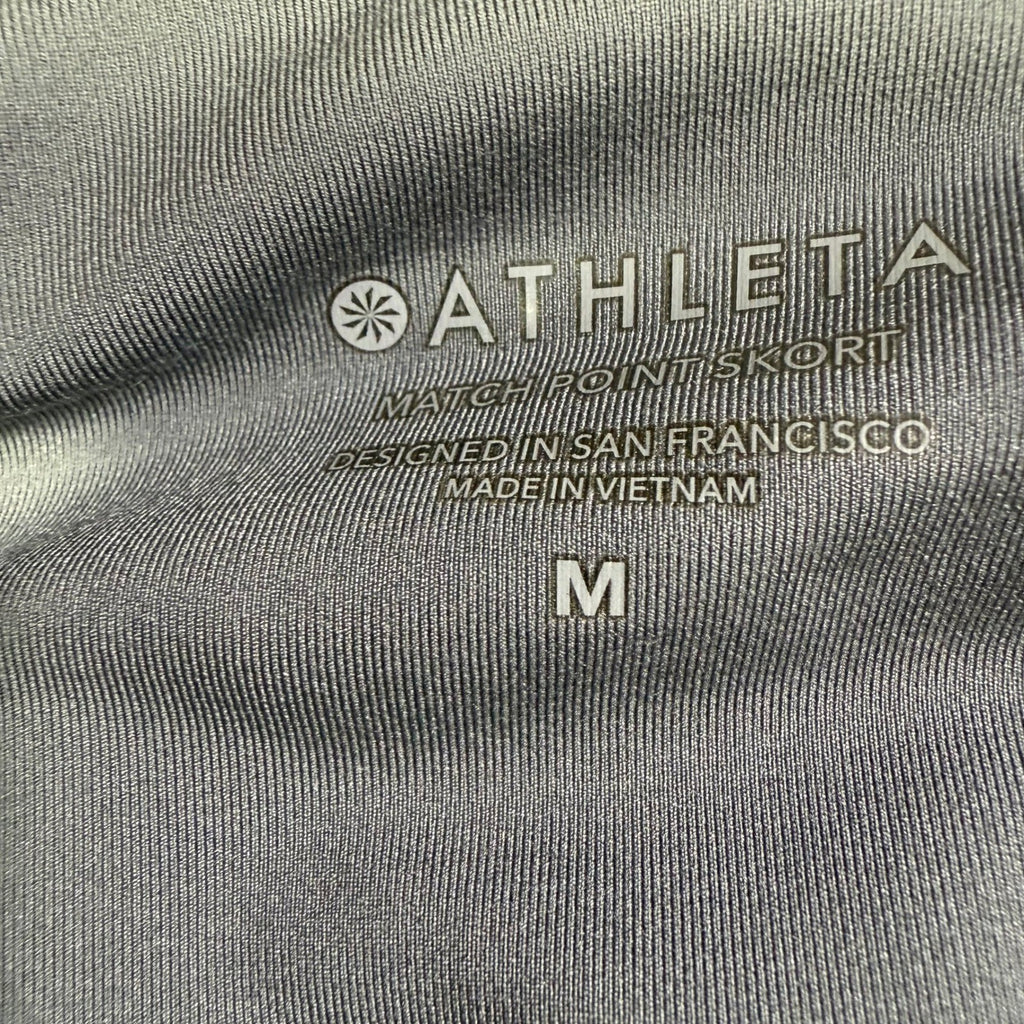 ATHLETA
MATCH POINT SKORT
DESIGNED IN SAN FRANCISCO
MADE IN VIETNAM
M